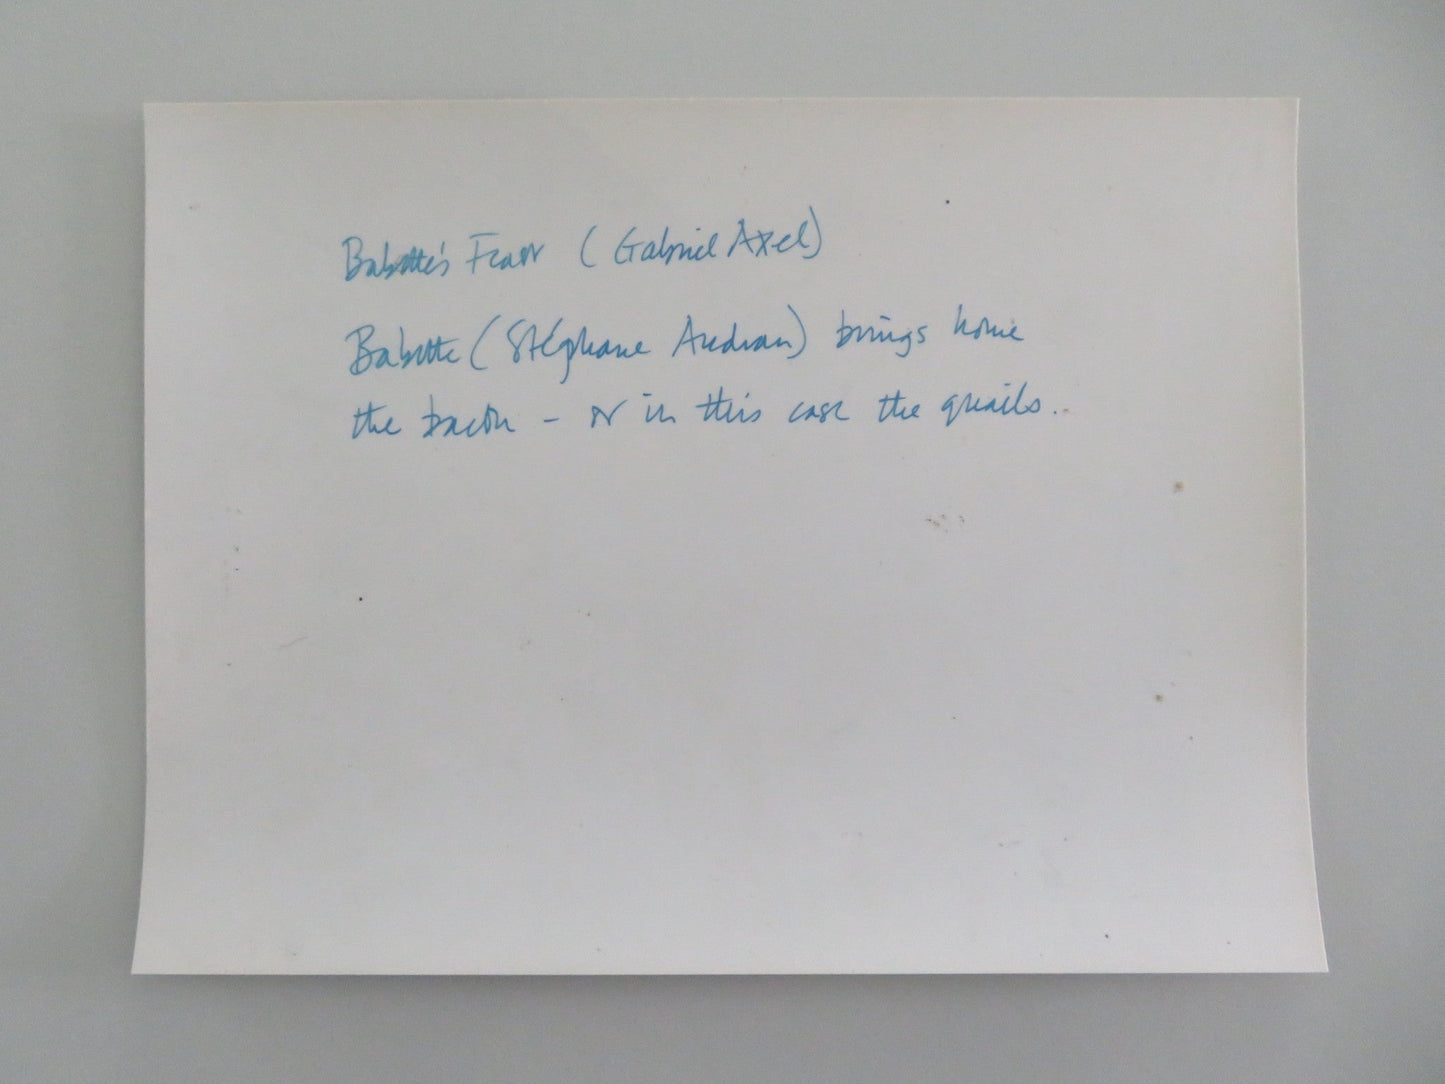 Babette's Feast (Gabriel Axel)
Babette (Stéphane Audran) brings home
the bacon - or in this case the quails..